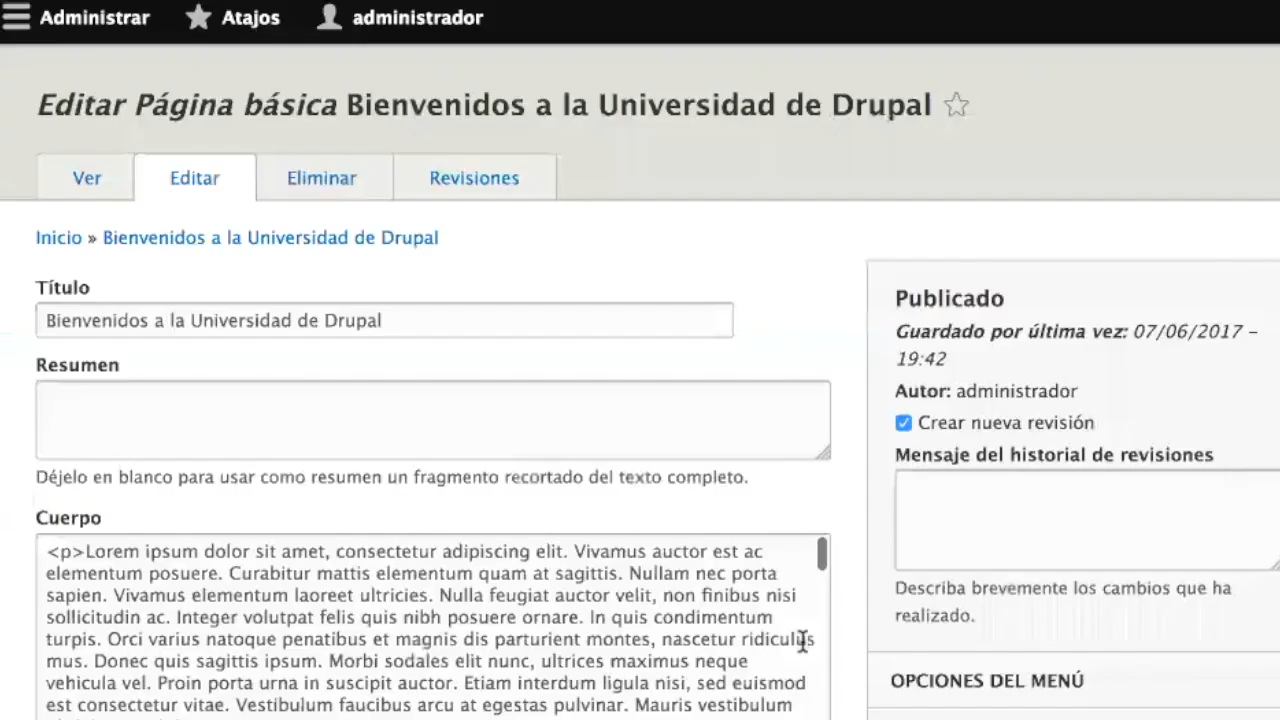 Administrar Atajos administrador
Editar Página básica Bienvenidos a la Universidad de Drupal
Ver Editar Eliminar Revisiones
Inicio » Bienvenidos a la Universidad de Drupal
Título
Bienvenidos a la Universidad de Drupal
Resumen
Déjelo en blanco para usar como resumen un fragmento recortado del texto completo.
Cuerpo
<p>Lorem ipsum dolor sit amet, consectetur adipiscing elit. Vivamus auctor est ac
elementum posuere. Curabitur mattis elementum quam at sagittis. Nullam nec porta
sapien. Vivamus elementum laoreet ultricies. Nulla feugiat auctor velit, non finibus nisi
sollicitudin ac. Integer volutpat felis quis nibh posuere ornare. In quis condimentum
turpis. Orci varius natoque penatibus et magnis dis parturient montes, nascetur ridiculus
mus. Donec quis sagittis ipsum. Morbi sodales elit nunc, ultrices maximus neque
vehicula vel. Proin porta urna in suscipit auctor. Etiam interdum ligula nisi, sed euismod
est consectetur vitae. Vestibulum faucibus arcu at egestas pulvinar. Mauris vestibulum
Publicado
Guardado por última vez: 07/06/2017 -
19:42
Autor: administrador
Crear nueva revisión
Mensaje del historial de revisiones
Describa brevemente los cambios que ha
realizado.
OPCIONES DEL MENÚ